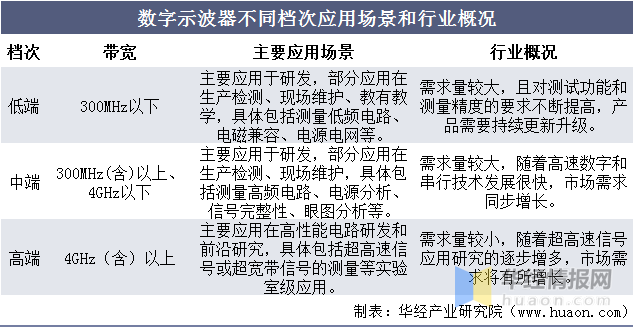 数字示波器不同档次应用场景和行业概况
档次 带宽 主要应用场景 行业概况
低端
300MHz以下
主要应用于研发，部分应用在
生产检测、现场维护、教有教
学，具体包括测量低频电路、
电磁兼容、电源电网等。
需求量较大，且对测试功能和
测量精度的要求不断提高，产
品需要持续更新升级。
中端
300MHz(含)以上、
4GHz以下
主要应用于研发，部分应用在
生产检测、现场维护，具体包
括测量高频电路、电源分析、
信号完整性、眼图分析等。
需求量较大，随着高速数字和
串行技术发展很快，市场需求
同步增长。
高端
4GHz（含）以上
主要应用在高性能电路研发和
前沿研究，具体包括超高速信
号或超宽带信号的测量等实验
室级应用。
需求量较小，随着超高速信号
应用研究的逐步增多，市场需
求将有所增长。
华经情报网
huaon.com
制表：华经产业研究院（www.huaon.com）